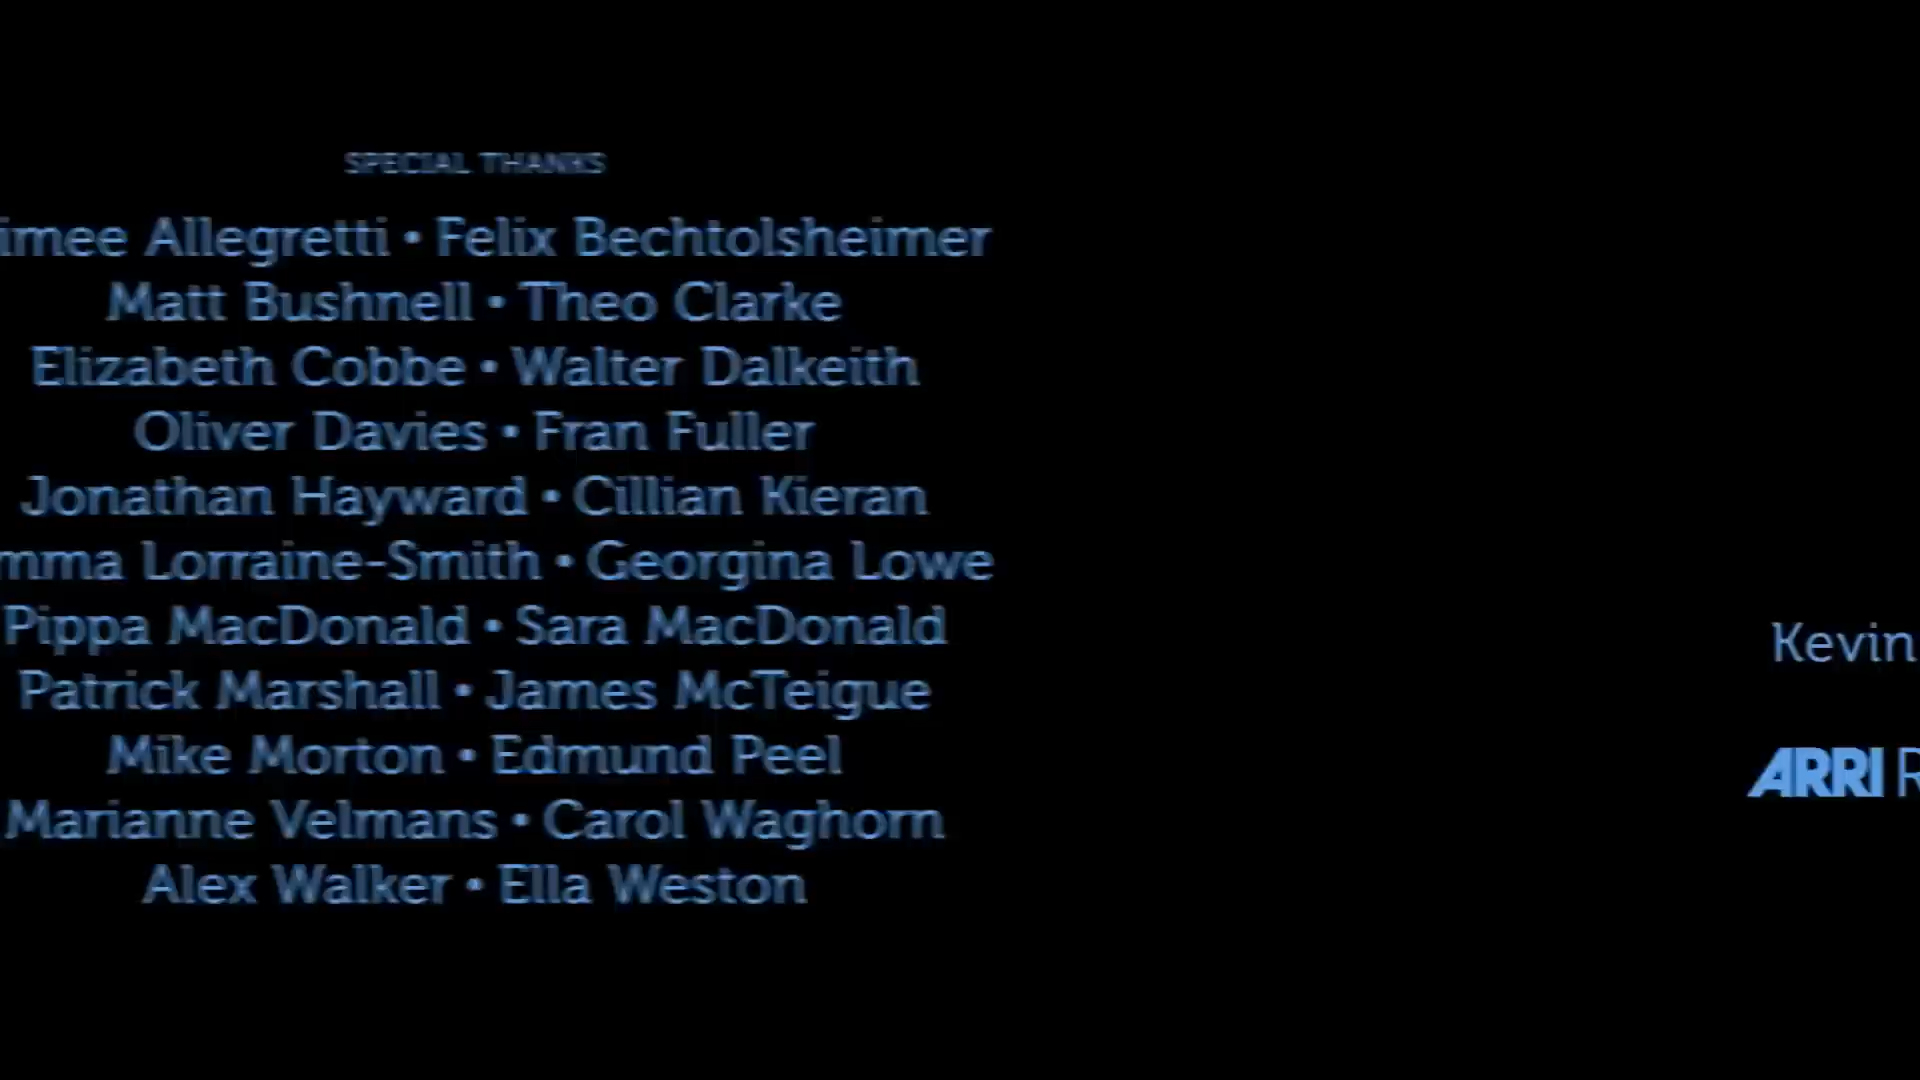 SPECIAL THANKS
imee Allegretti • Felix Bechtolsheimer
Matt Bushnell • Theo Clarke
Elizabeth Cobbe • Walter Dalkeith
Oliver Davies • Fran Fuller
Jonathan Hayward • Cillian Kieran
mma Lorraine-Smith • Georgina Lowe
Pippa MacDonald • Sara MacDonald
Patrick Marshall • James McTeigue
Mike Morton • Edmund Peel
Marianne Velmans • Carol Waghorn
Alex Walker • Ella Weston
Kevin
ARRI R